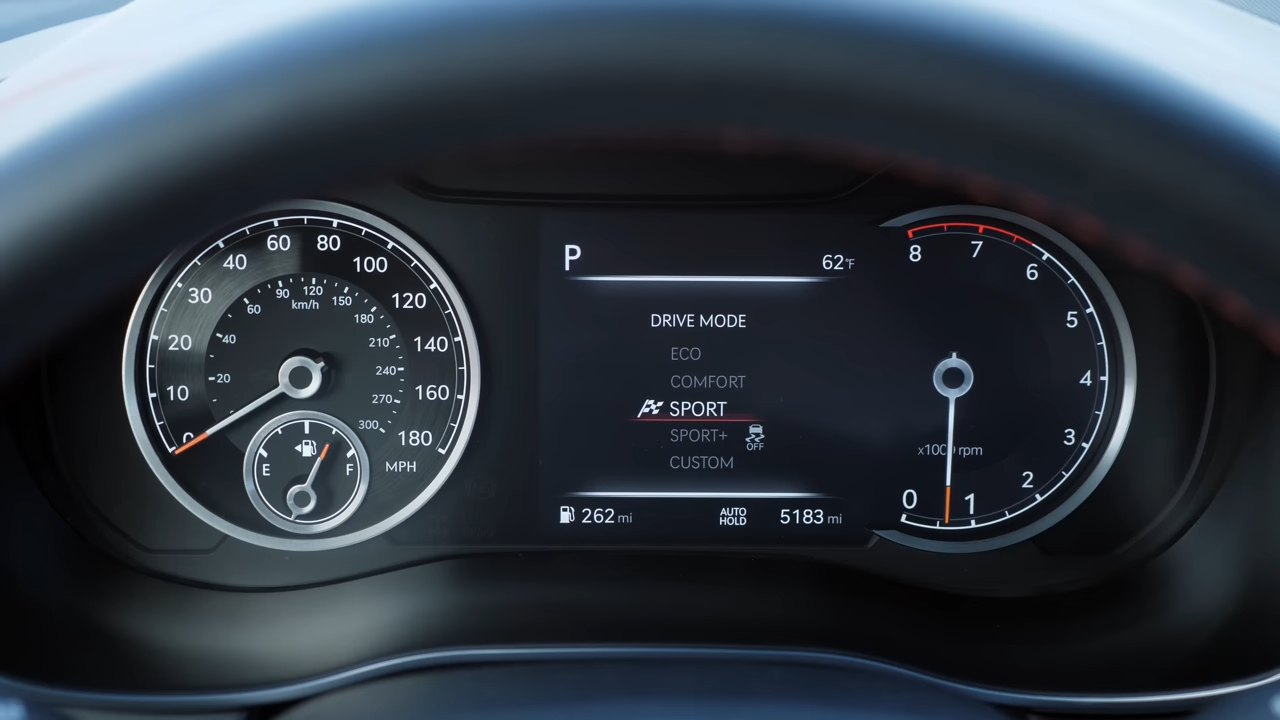 60 80
40 100
30 120
20 140
10 160
0 180
MPH
90 120 150
km/h
60 180
40 210
20 240
270
300
E F
P 62°F
DRIVE MODE
ECO
COMFORT
SPORT
SPORT+ OFF
CUSTOM
262 mi AUTO HOLD 5183 mi
8 7 6
5
4
3
2
0 1
x1000 rpm